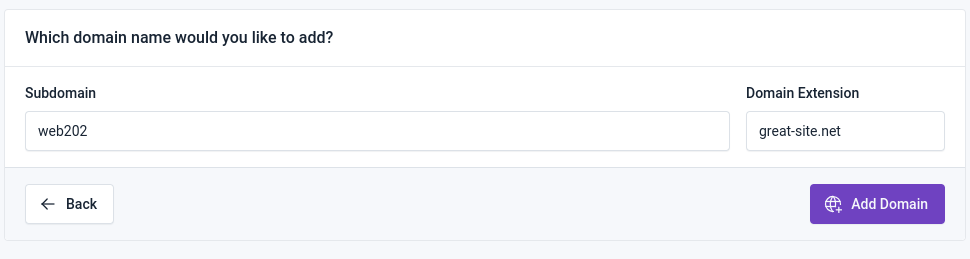 Which domain name would you like to add?
Subdomain
Domain Extension
web202
great-site.net
Back
Add Domain